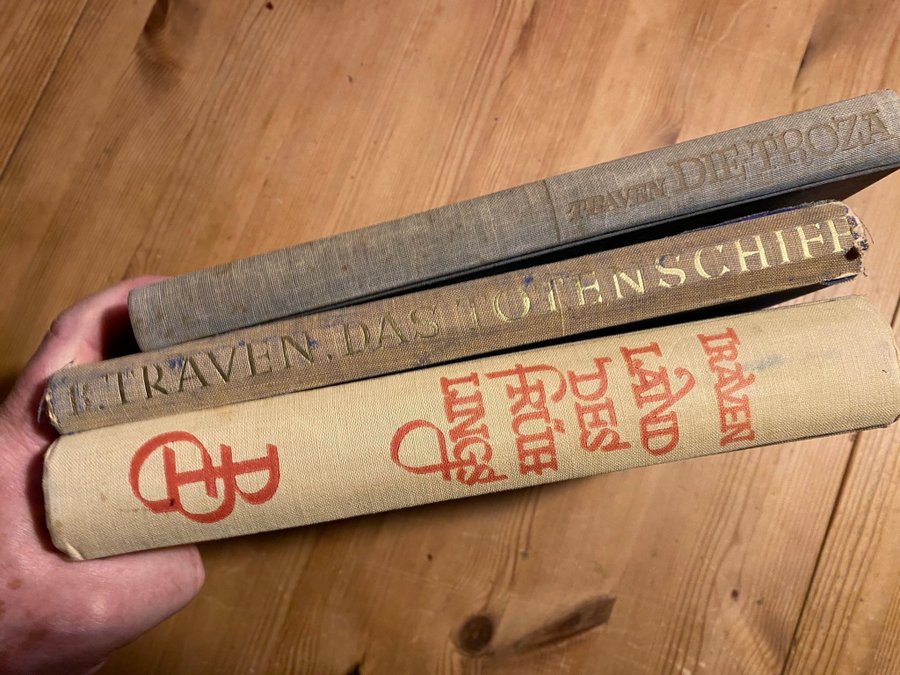 TRAVEN DIE TROZA
B. TRAVEN. DAS TOTENSCHIFF
TRAVEN
LAND
DES
FRÜH-
LINGS